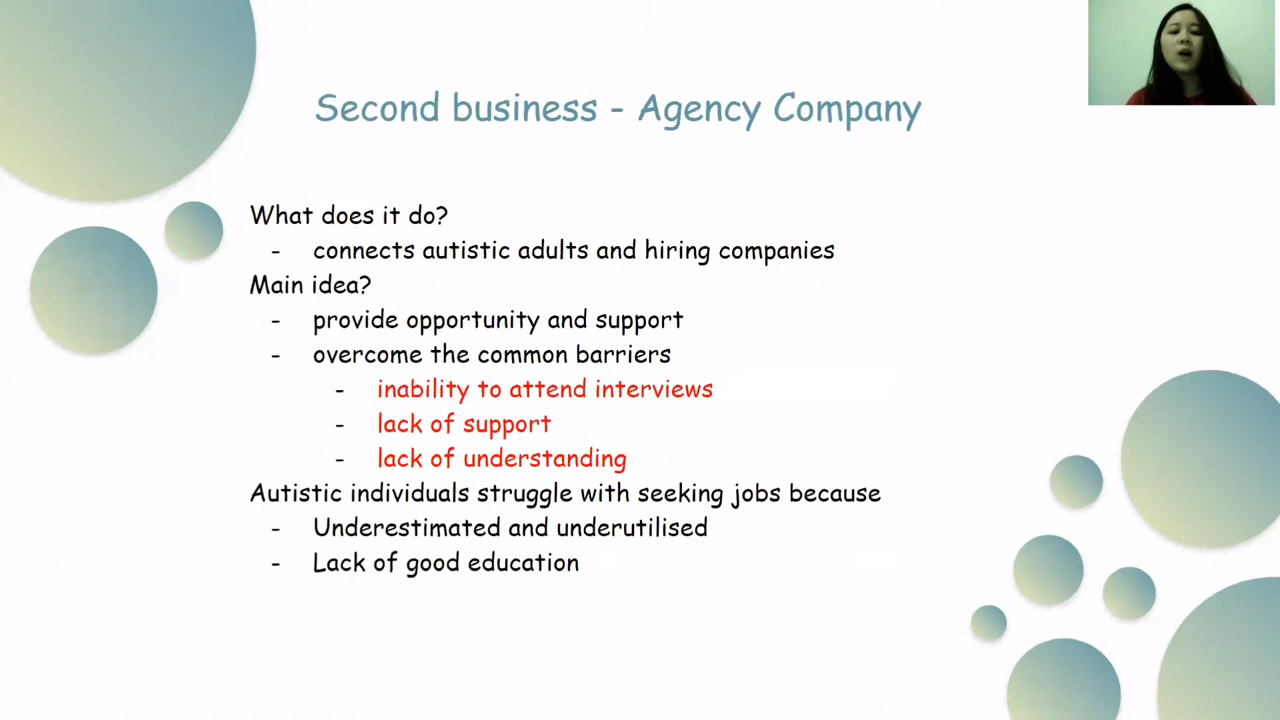 Second business - Agency Company
What does it do?
- connects autistic adults and hiring companies
Main idea?
- provide opportunity and support
- overcome the common barriers
- inability to attend interviews
- lack of support
- lack of understanding
Autistic individuals struggle with seeking jobs because
- Underestimated and underutilised
- Lack of good education